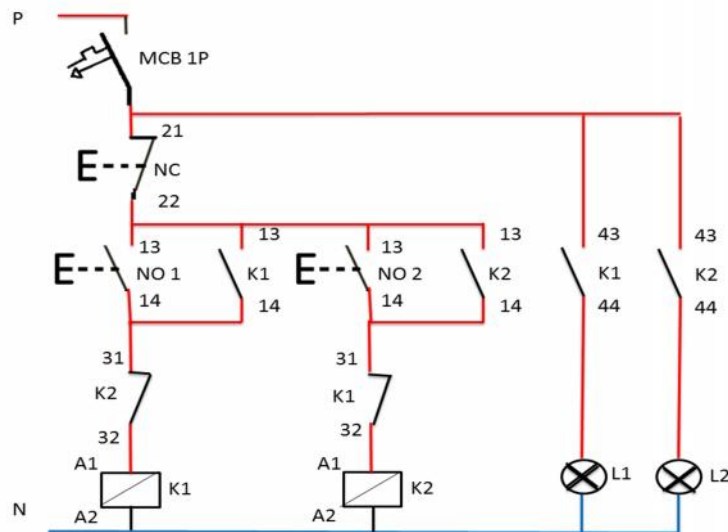 P
MCB 1P
21
E NC
22
13 13 13 13 43 43
E NO 1 K1 E NO 2 K2 K1 K2
14 14 14 14 44 44
31 31
K2 K1
32 32
A1 A1
K1 K2 L1 L2
A2 A2
N